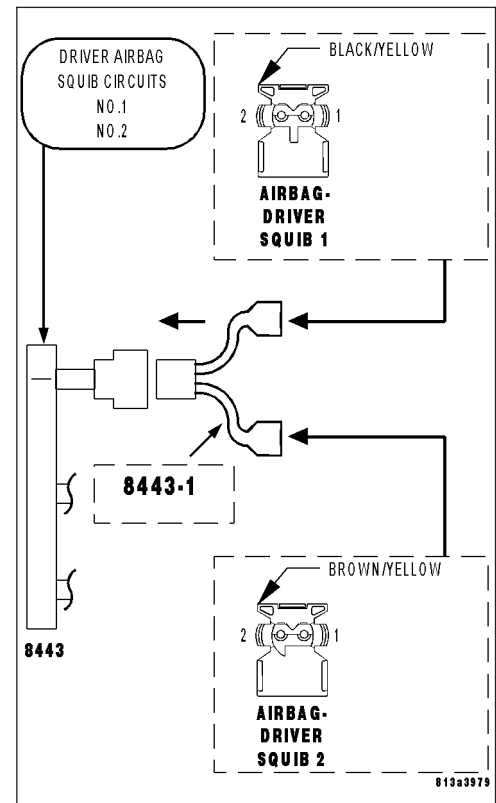 DRIVER AIRBAG
SQUIB CIRCUITS
NO.1
NO.2
BLACK/YELLOW
2 1
AIRBAG-
DRIVER
SQUIB 1
8443-1
8443
BROWN/YELLOW
2 1
AIRBAG-
DRIVER
SQUIB 2
813a3979